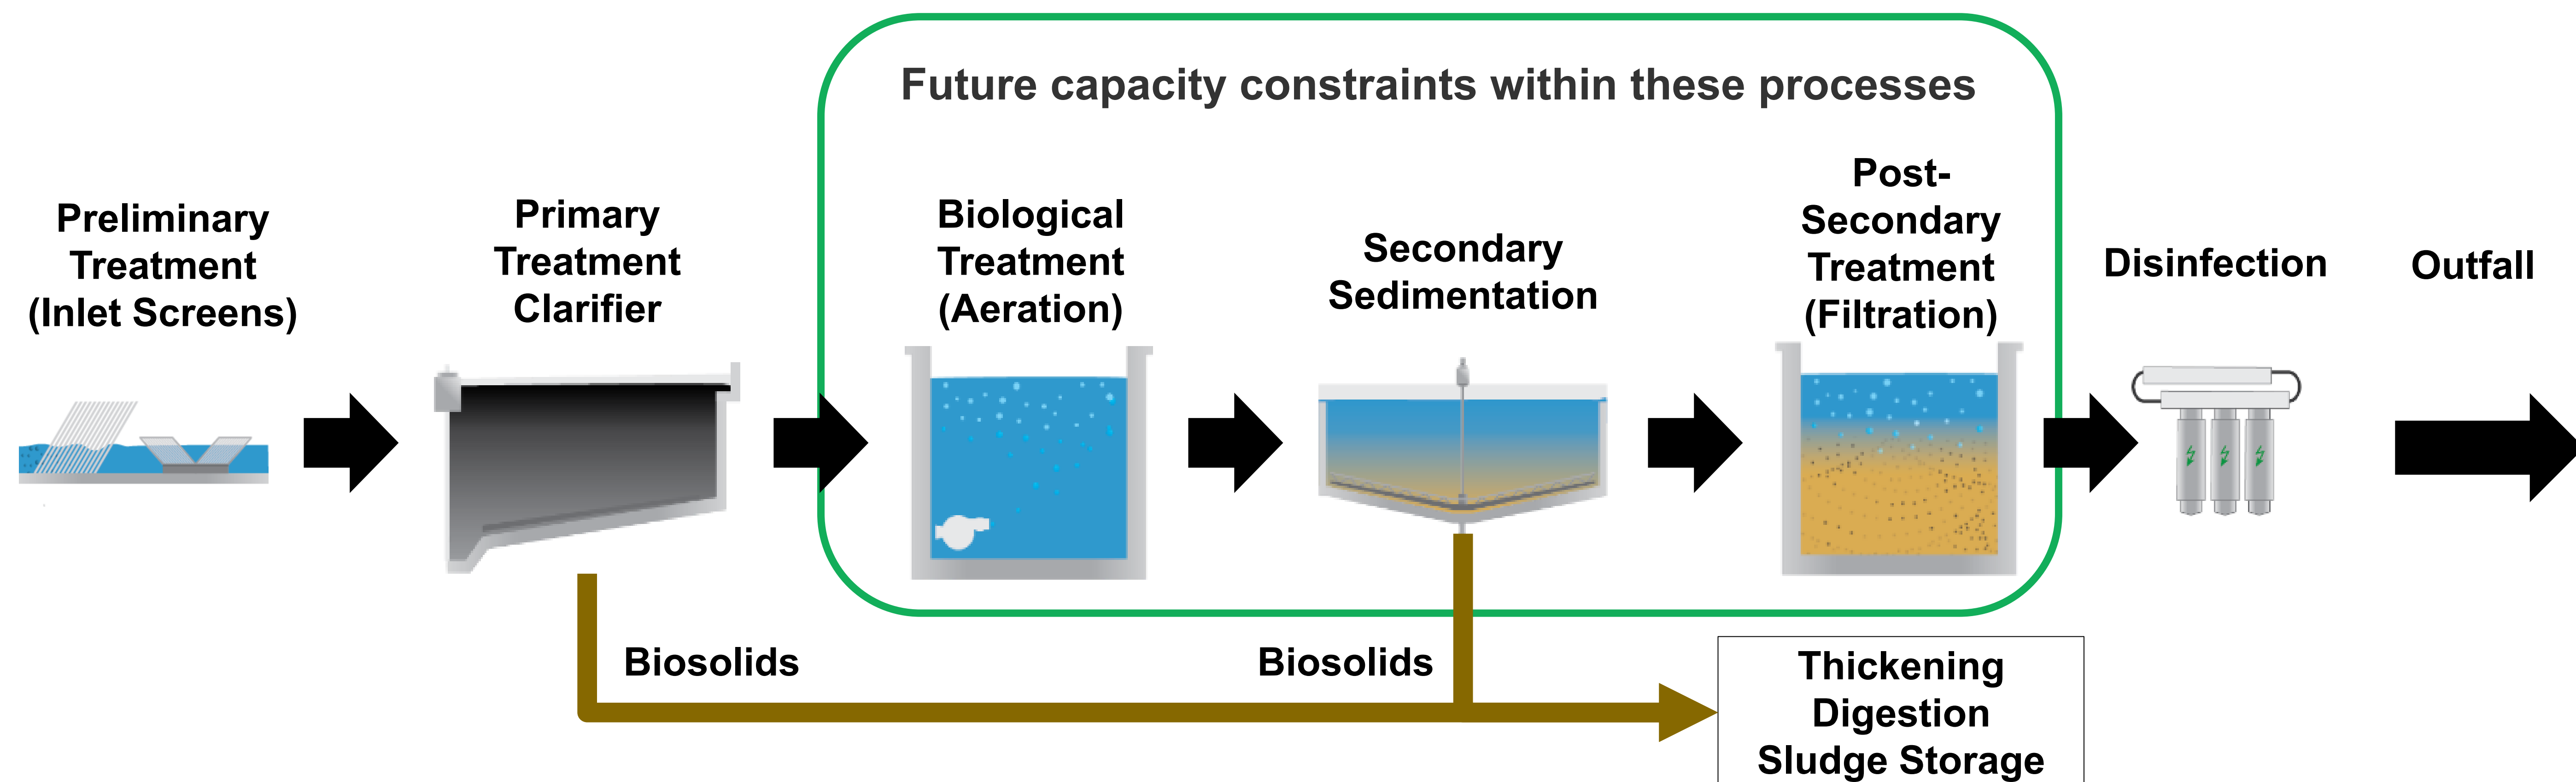 Future capacity constraints within these processes
Preliminary
Treatment
(Inlet Screens)
Primary
Treatment
Clarifier
Biological
Treatment
(Aeration)
Secondary
Sedimentation
Post-
Secondary
Treatment
(Filtration)
Disinfection
Outfall
Biosolids
Biosolids
Thickening
Digestion
Sludge Storage